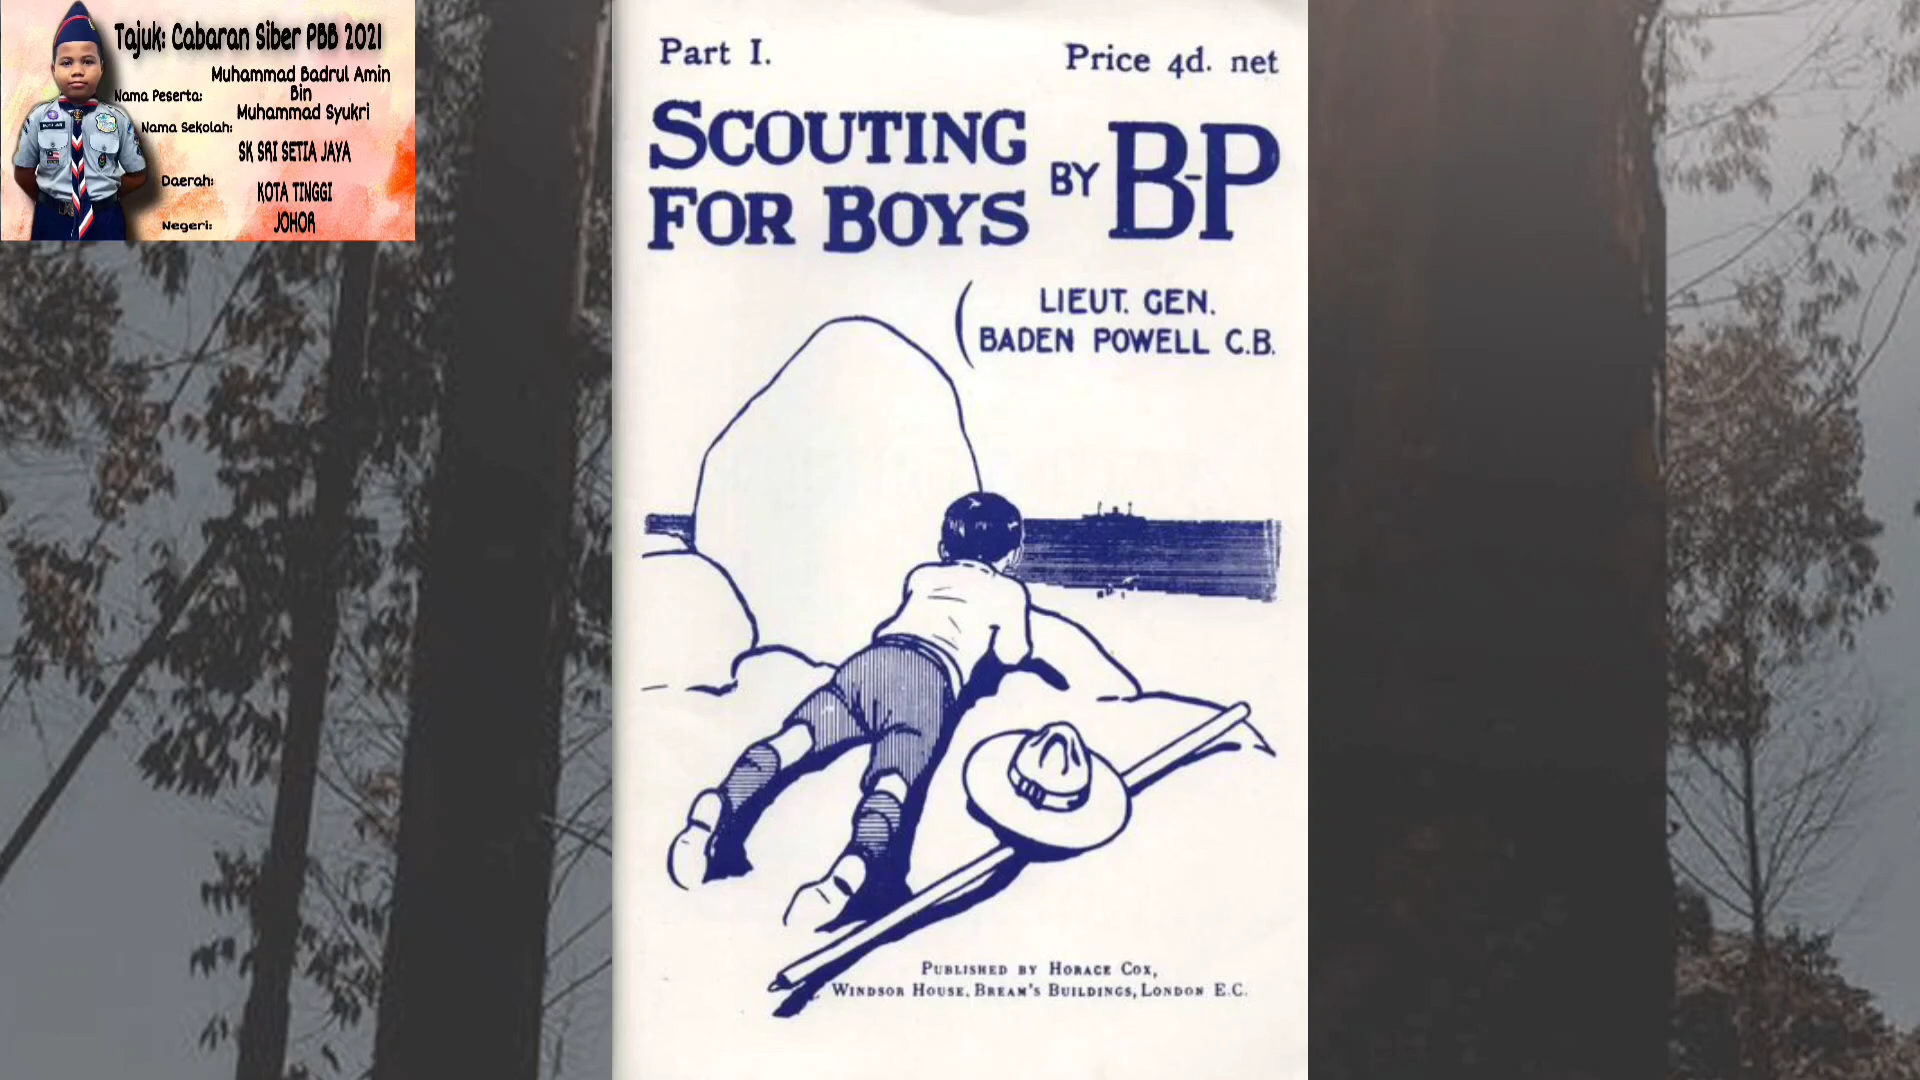 Tajuk: Cabaran Siber PBB 2021
Muhammad Badrul Amin
Nama Peserta: Bin
Muhammad Syukri
Nama Sekolah:
SK SRI SETIA JAYA
Daerah:
KOTA TINGGI
Negeri: JOHOR
Part I.
Price 4d. net
SCOUTING
FOR BOYS
BY B-P
LIEUT. GEN.
BADEN POWELL C.B.
PUBLISHED BY HORACE COX,
WINDSOR HOUSE, BREAM'S BUILDINGS, LONDON E.C.